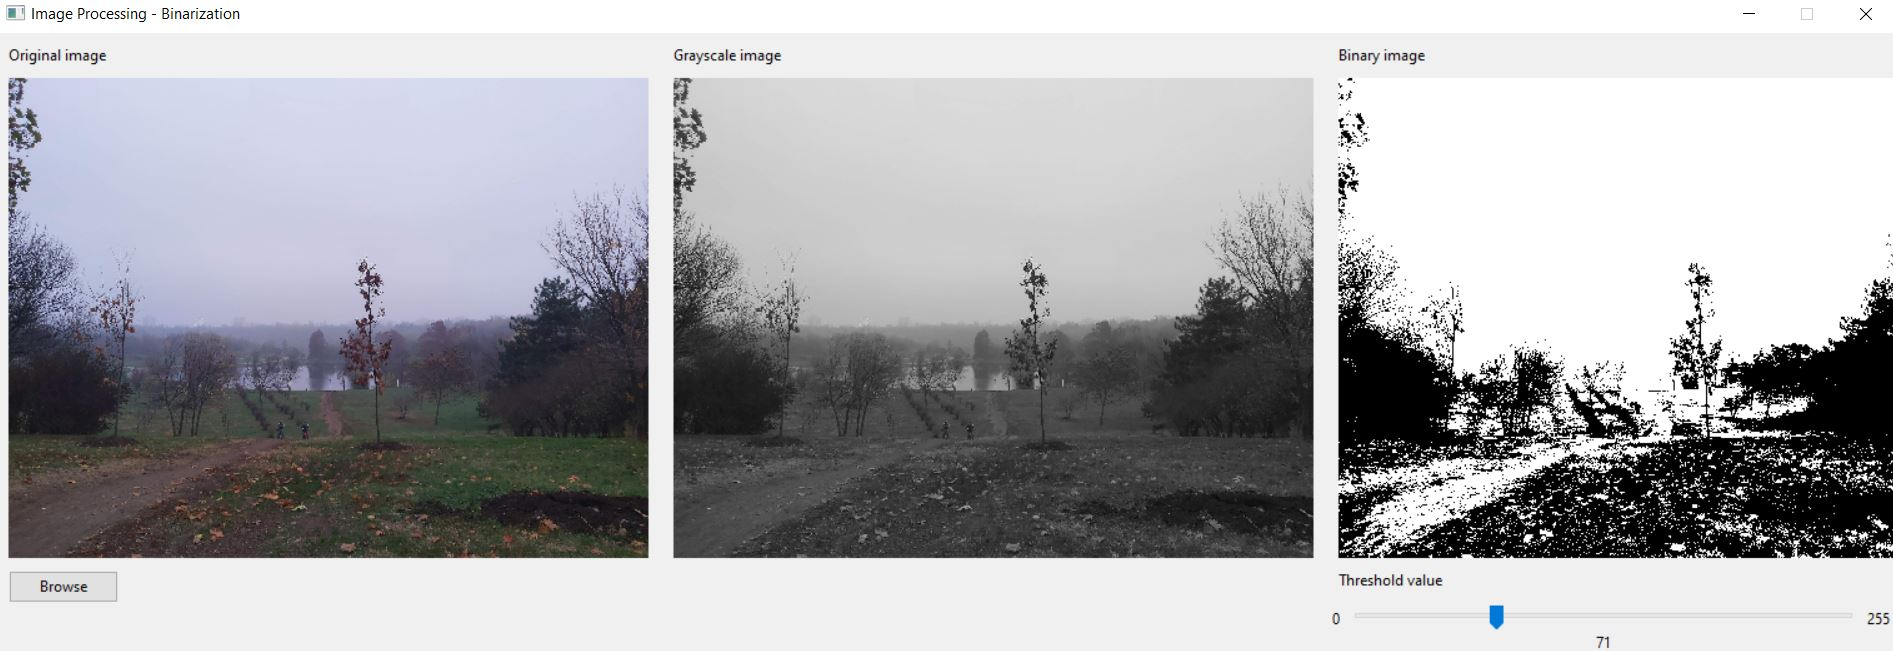 Image Processing - Binarization
Original image
Grayscale image
Binary image
Browse
Threshold value
0
255
71